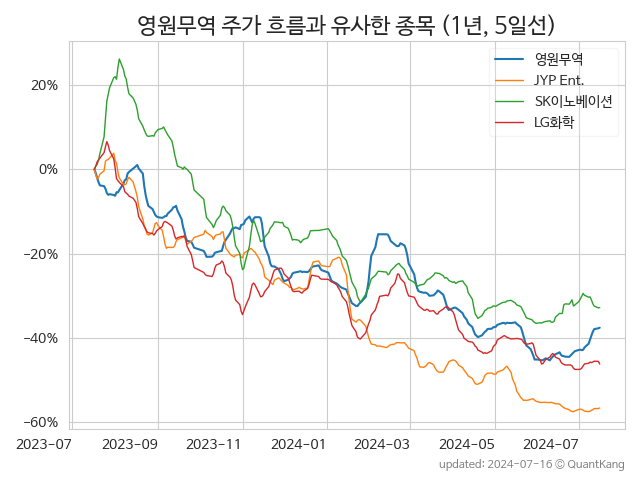 영원무역 주가 흐름과 유사한 종목 (1년, 5일선)
영원무역
JYP Ent.
SK이노베이션
LG화학
20%
0%
−20%
−40%
−60%
2023-07 2023-09 2023-11 2024-01 2024-03 2024-05 2024-07
updated: 2024-07-16 © QuantKang